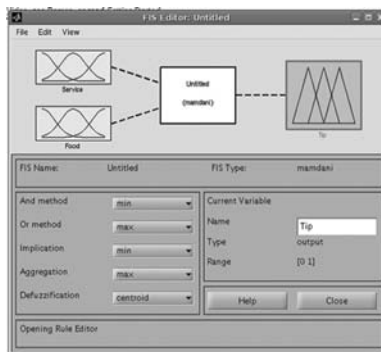 FIS Editor: Untitled
File Edit View
Service
Food
Untitled
(mamdani)
Tip
FIS Name: Untitled FIS Type: mamdani
And method min
Or method max
Implication min
Aggregation max
Defuzzification centroid
Current Variable
Name Tip
Type output
Range [0 1]
Help Close
Opening Rule Editor